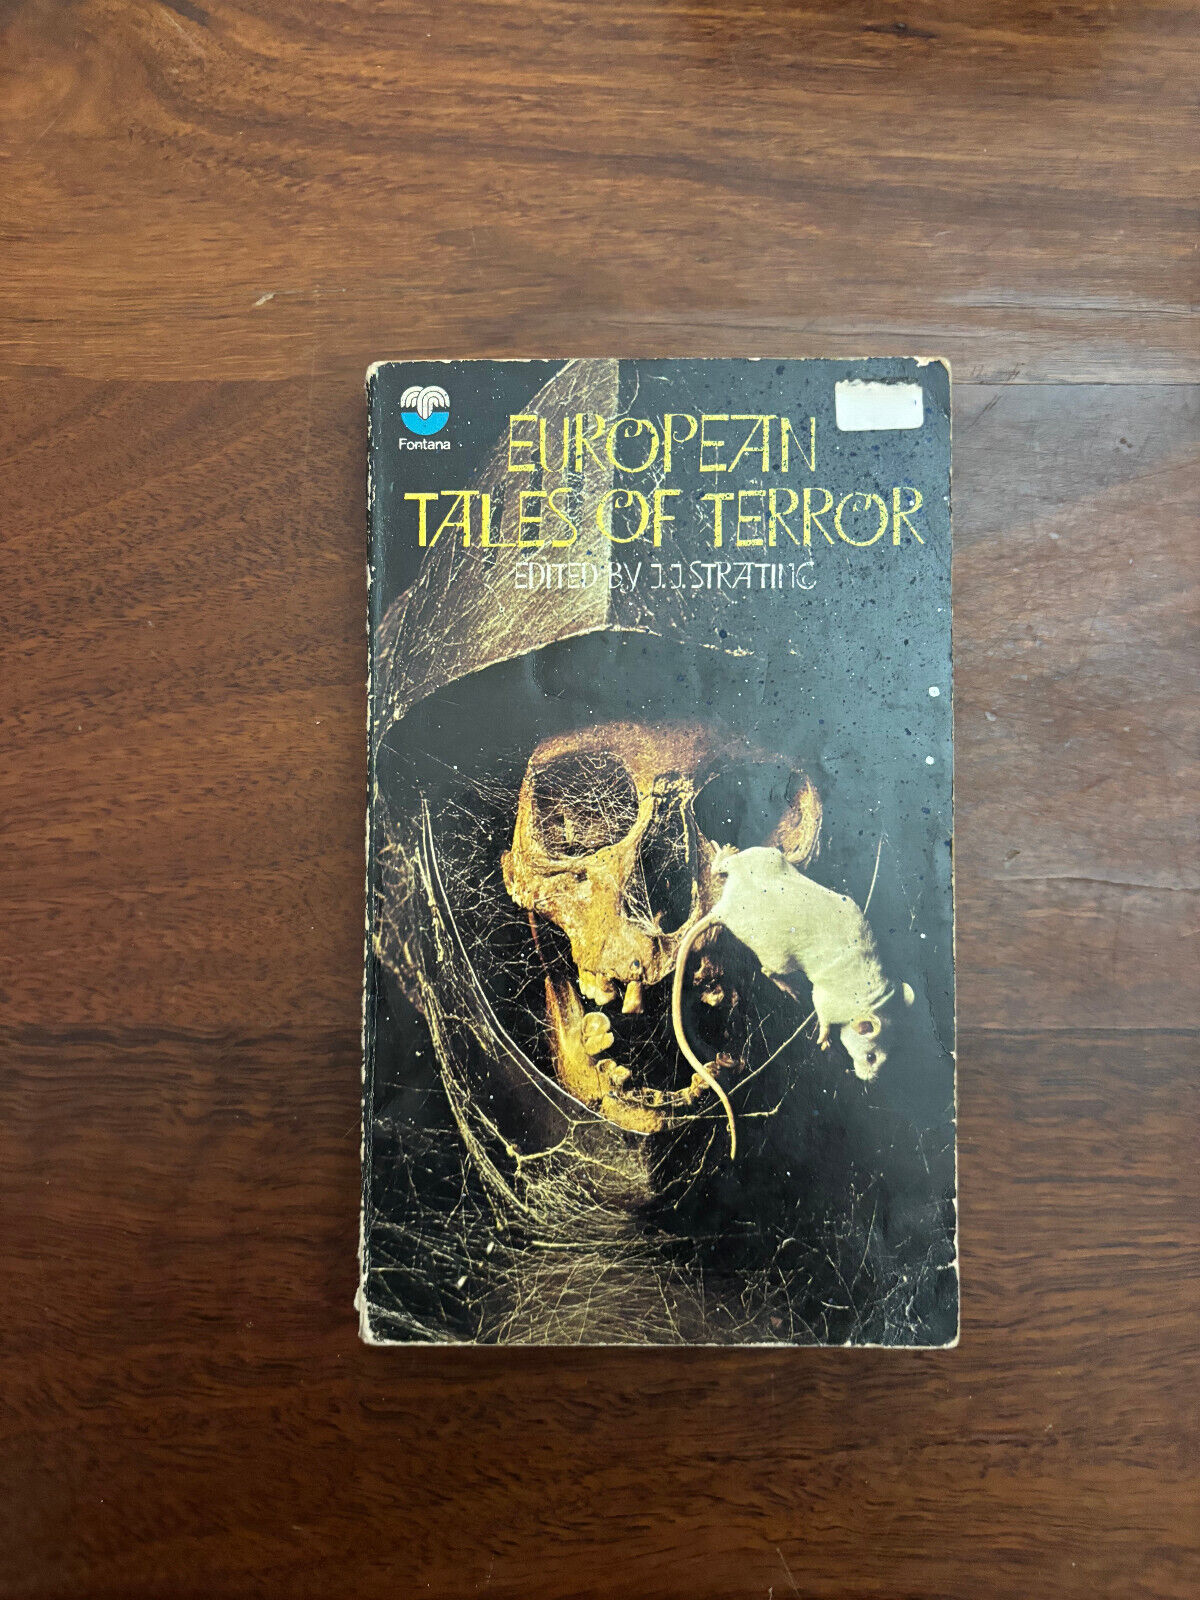 Fontana
EUROPEAN
TALES OF TERROR
EDITED BY J.J. STRATING